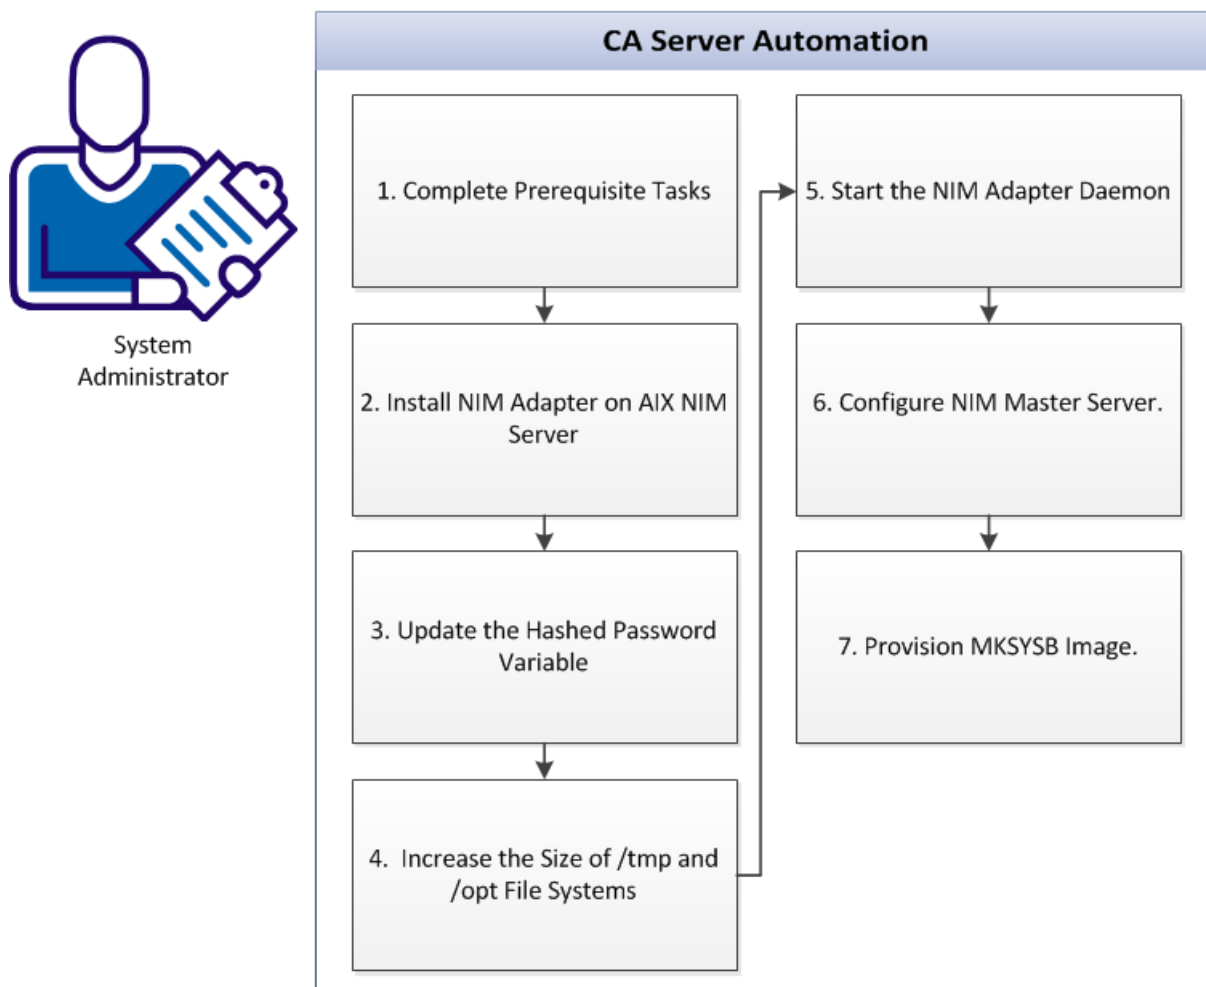 CA Server Automation
System
Administrator
1. Complete Prerequisite Tasks
2. Install NIM Adapter on AIX NIM
Server
3. Update the Hashed Password
Variable
4. Increase the Size of /tmp and
/opt File Systems
5. Start the NIM Adapter Daemon
6. Configure NIM Master Server.
7. Provision MKSYSB Image.